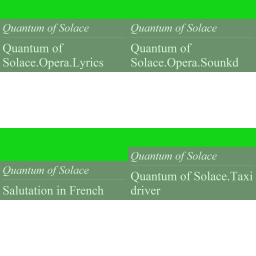 Quantum of Solace
Quantum of
Solace.Opera.Lyrics
Quantum of Solace
Quantum of
Solace.Opera.Sounkd
Quantum of Solace
Salutation in French
Quantum of Solace
Quantum of Solace.Taxi
driver